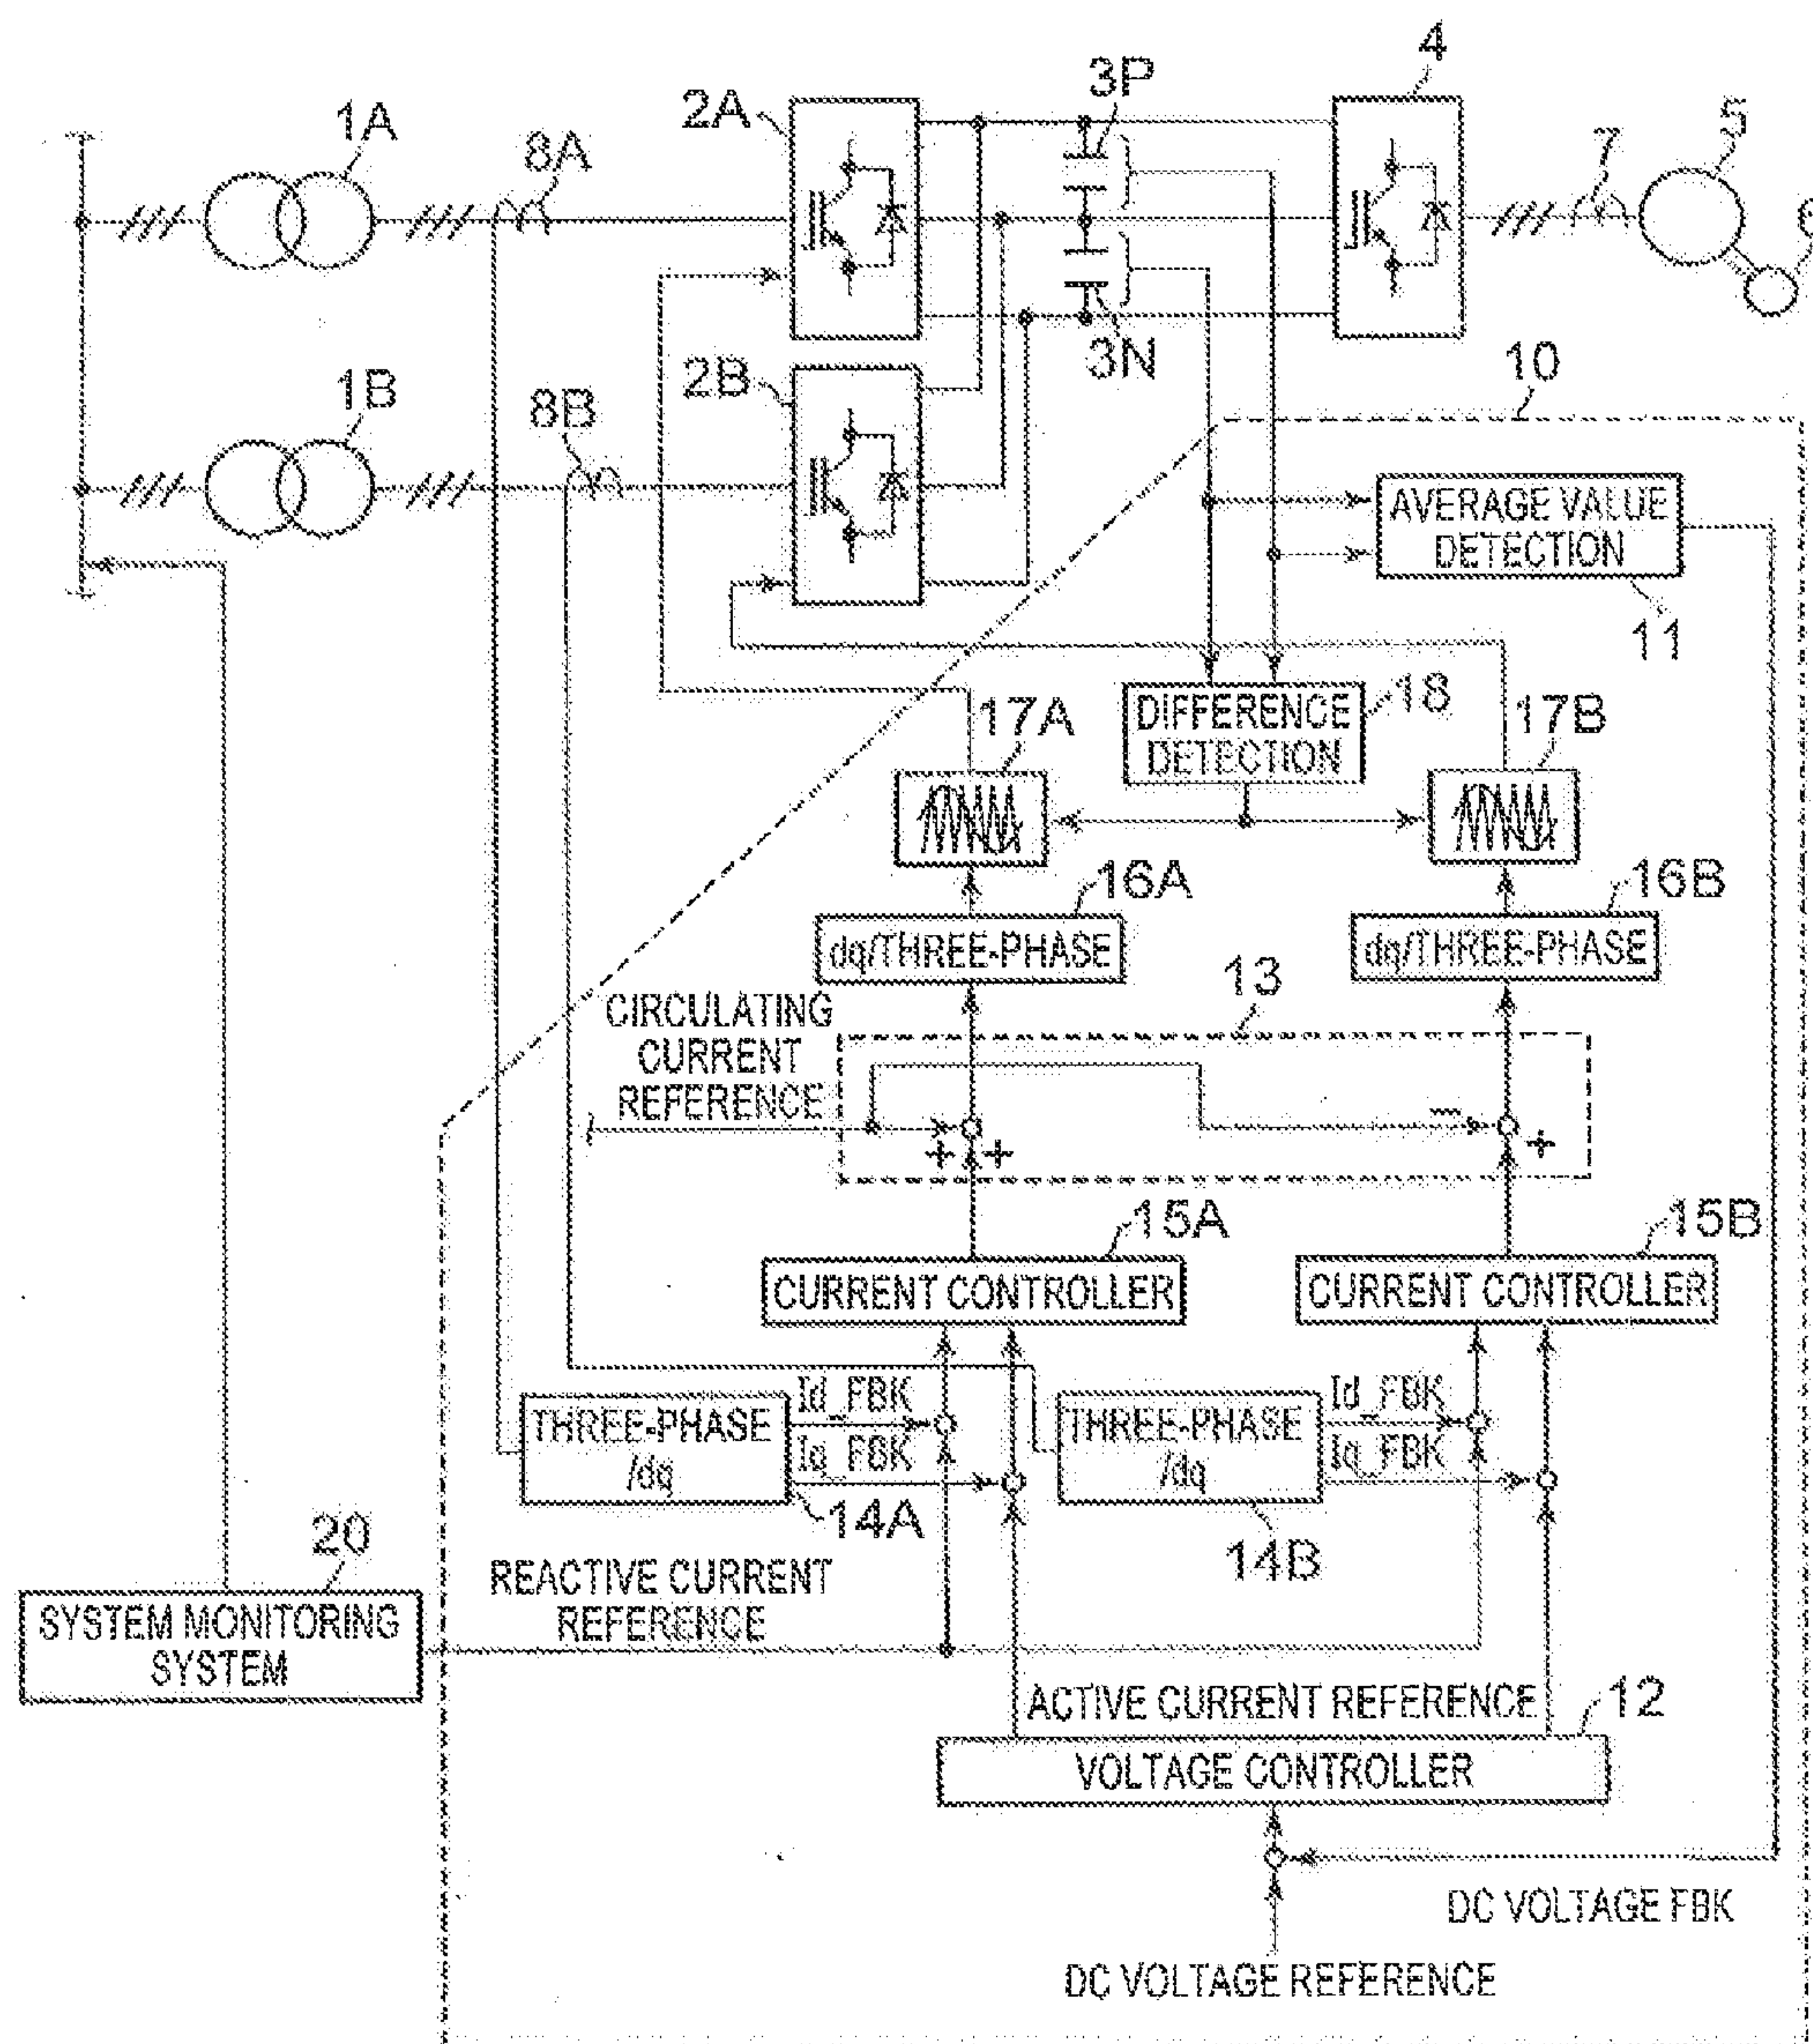 4
3P
5
7
2A
1A
8A
3N
10
2B
1B
8B
AVERAGE VALUE
DETECTION
11
18
17A
DIFFERENCE
DETECTION
17B
16A
16B
dq/THREE-PHASE
dq/THREE-PHASE
13
CIRCULATING
CURRENT
REFERENCE
+
+
−
+
15A
15B
CURRENT CONTROLLER
CURRENT CONTROLLER
THREE-PHASE
/dq
Id_FBK
Iq_FBK
14A
THREE-PHASE
/dq
Id_FBK
Iq_FBK
14B
20
REACTIVE CURRENT
REFERENCE
SYSTEM MONITORING
SYSTEM
ACTIVE CURRENT REFERENCE
12
VOLTAGE CONTROLLER
DC VOLTAGE FBK
DC VOLTAGE REFERENCE